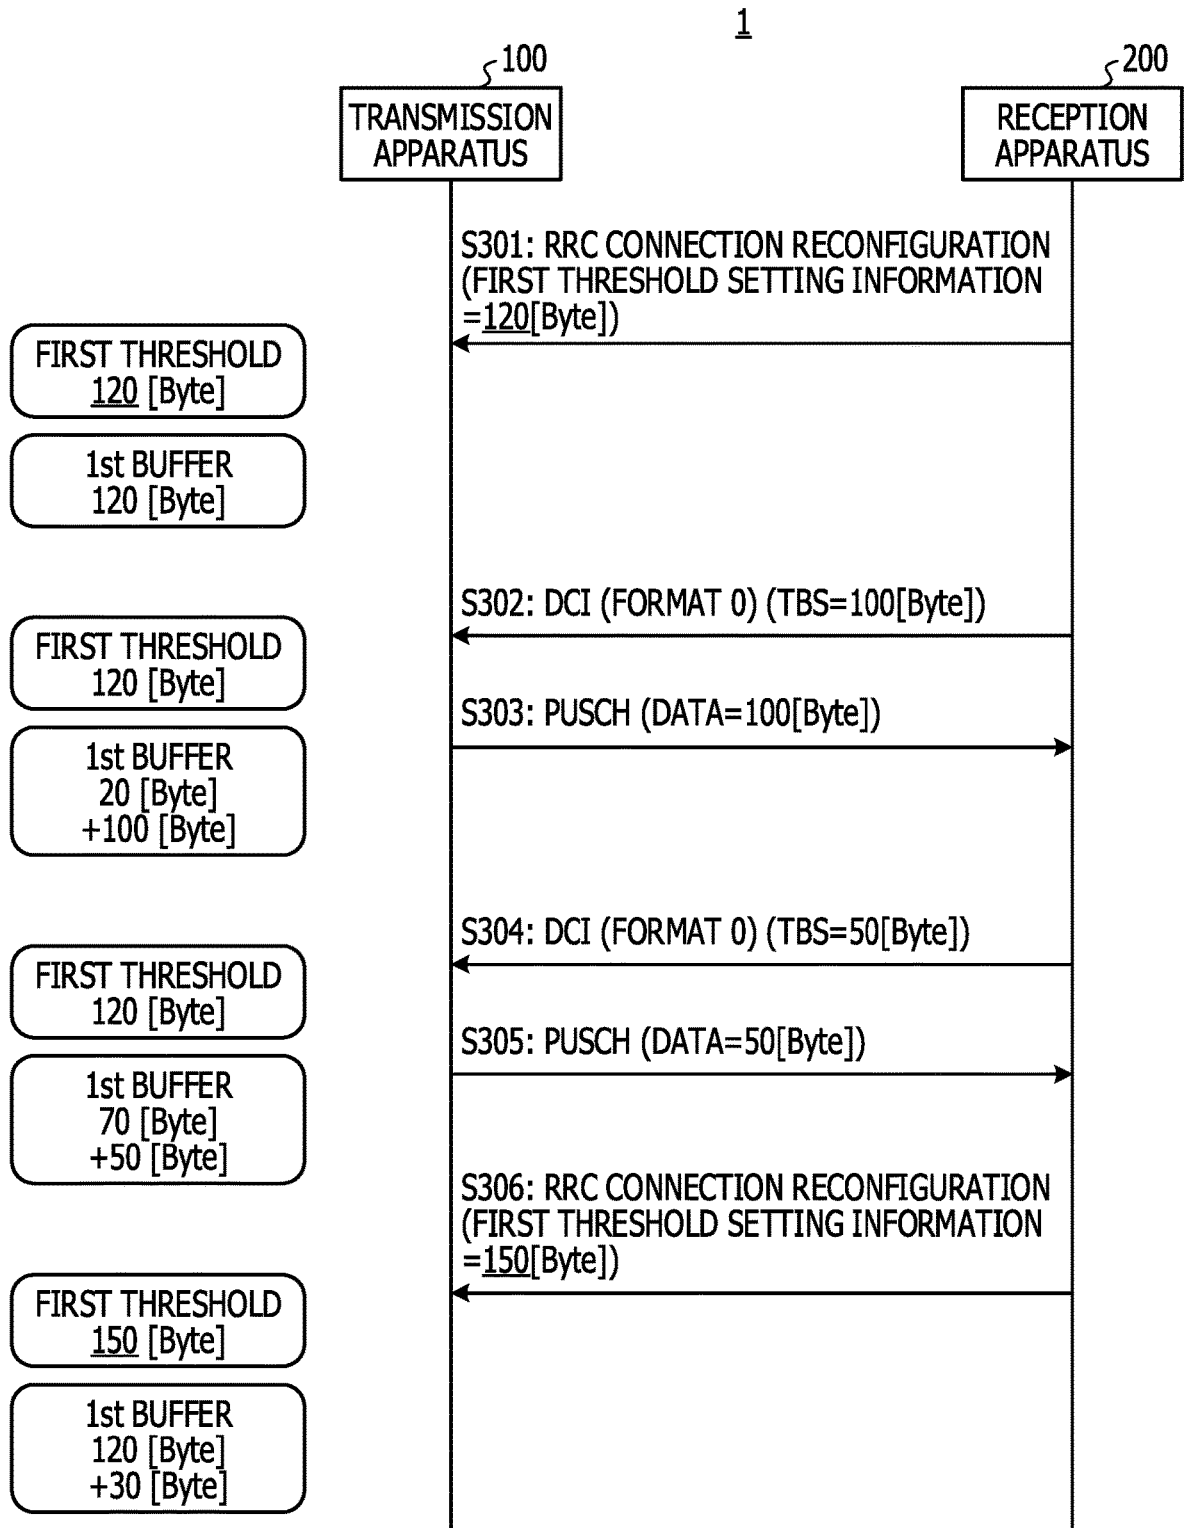 1
100
200
TRANSMISSION
APPARATUS
RECEPTION
APPARATUS
S301: RRC CONNECTION RECONFIGURATION
(FIRST THRESHOLD SETTING INFORMATION
=120[Byte])
FIRST THRESHOLD
120 [Byte]
1st BUFFER
120 [Byte]
S302: DCI (FORMAT 0) (TBS=100[Byte])
FIRST THRESHOLD
120 [Byte]
S303: PUSCH (DATA=100[Byte])
1st BUFFER
20 [Byte]
+100 [Byte]
S304: DCI (FORMAT 0) (TBS=50[Byte])
FIRST THRESHOLD
120 [Byte]
S305: PUSCH (DATA=50[Byte])
1st BUFFER
70 [Byte]
+50 [Byte]
S306: RRC CONNECTION RECONFIGURATION
(FIRST THRESHOLD SETTING INFORMATION
=150[Byte])
FIRST THRESHOLD
150 [Byte]
1st BUFFER
120 [Byte]
+30 [Byte]